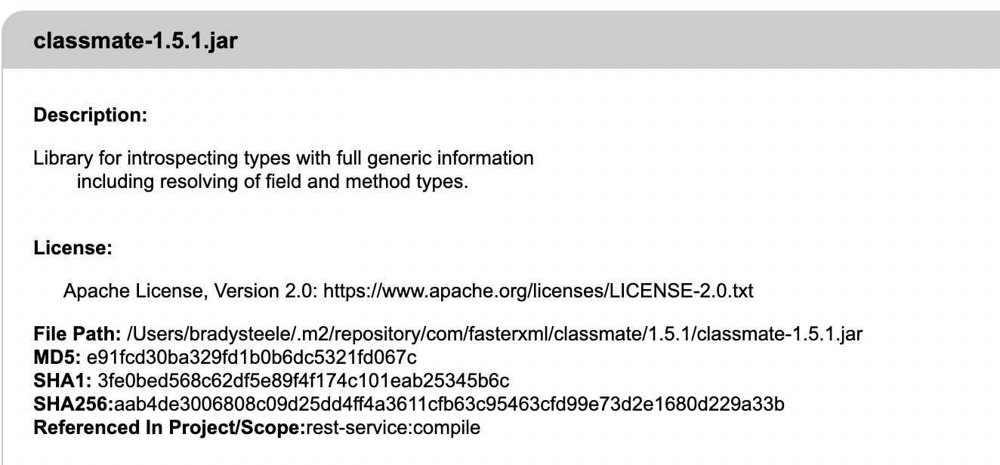 classmate-1.5.1.jar
Description:
Library for introspecting types with full generic information
including resolving of field and method types.
License:
Apache License, Version 2.0: https://www.apache.org/licenses/LICENSE-2.0.txt
File Path: /Users/bradysteele/.m2/repository/com/fasterxml/classmate/1.5.1/classmate-1.5.1.jar
MD5: e91fcd30ba329fd1b0b6dc5321fd067c
SHA1: 3fe0bed568c62df5e89f4f174c101eab25345b6c
SHA256:aab4de3006808c09d25dd4ff4a3611cfb63c95463cfd99e73d2e1680d229a33b
Referenced In Project/Scope:rest-service:compile